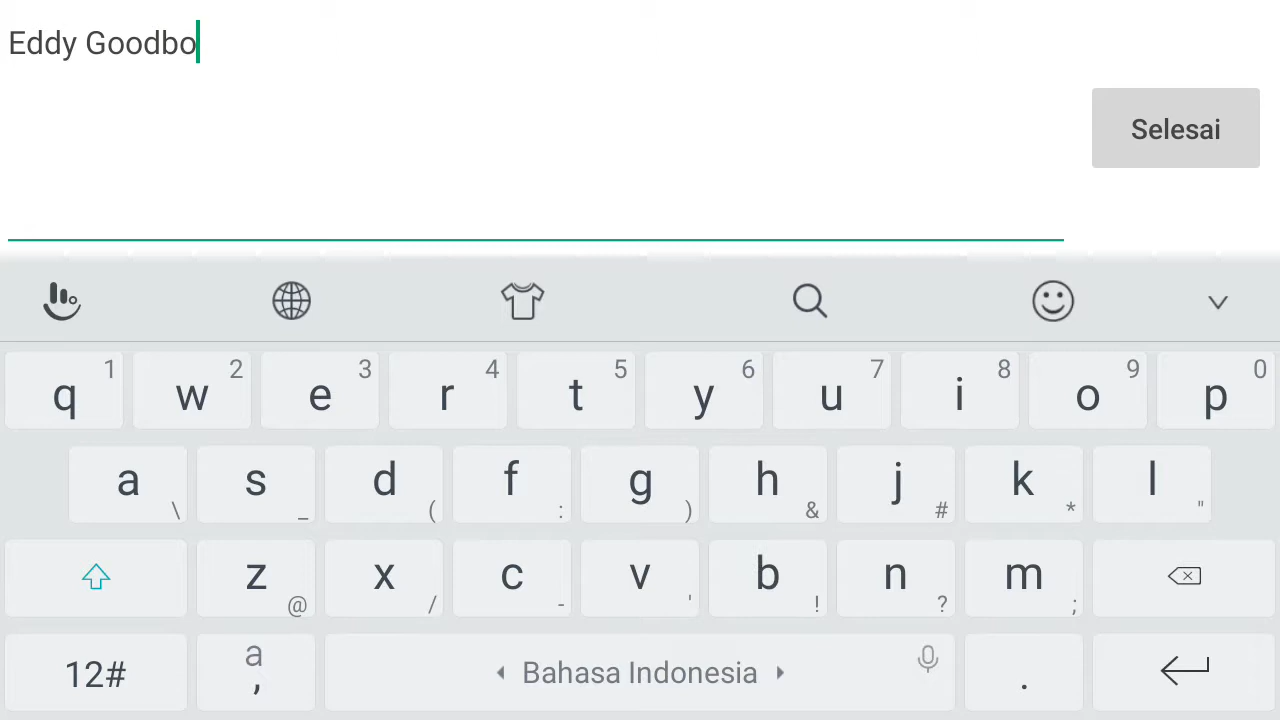 Eddy Goodbo
Selesai
q 1 w 2 e 3 r 4 t 5 y 6 u 7 i 8 o 9 p 0
a \ s _ d ( f : g ) h & j # k * l "
z @ x / c - v ' b ! n ? m ;
12# a , Bahasa Indonesia .